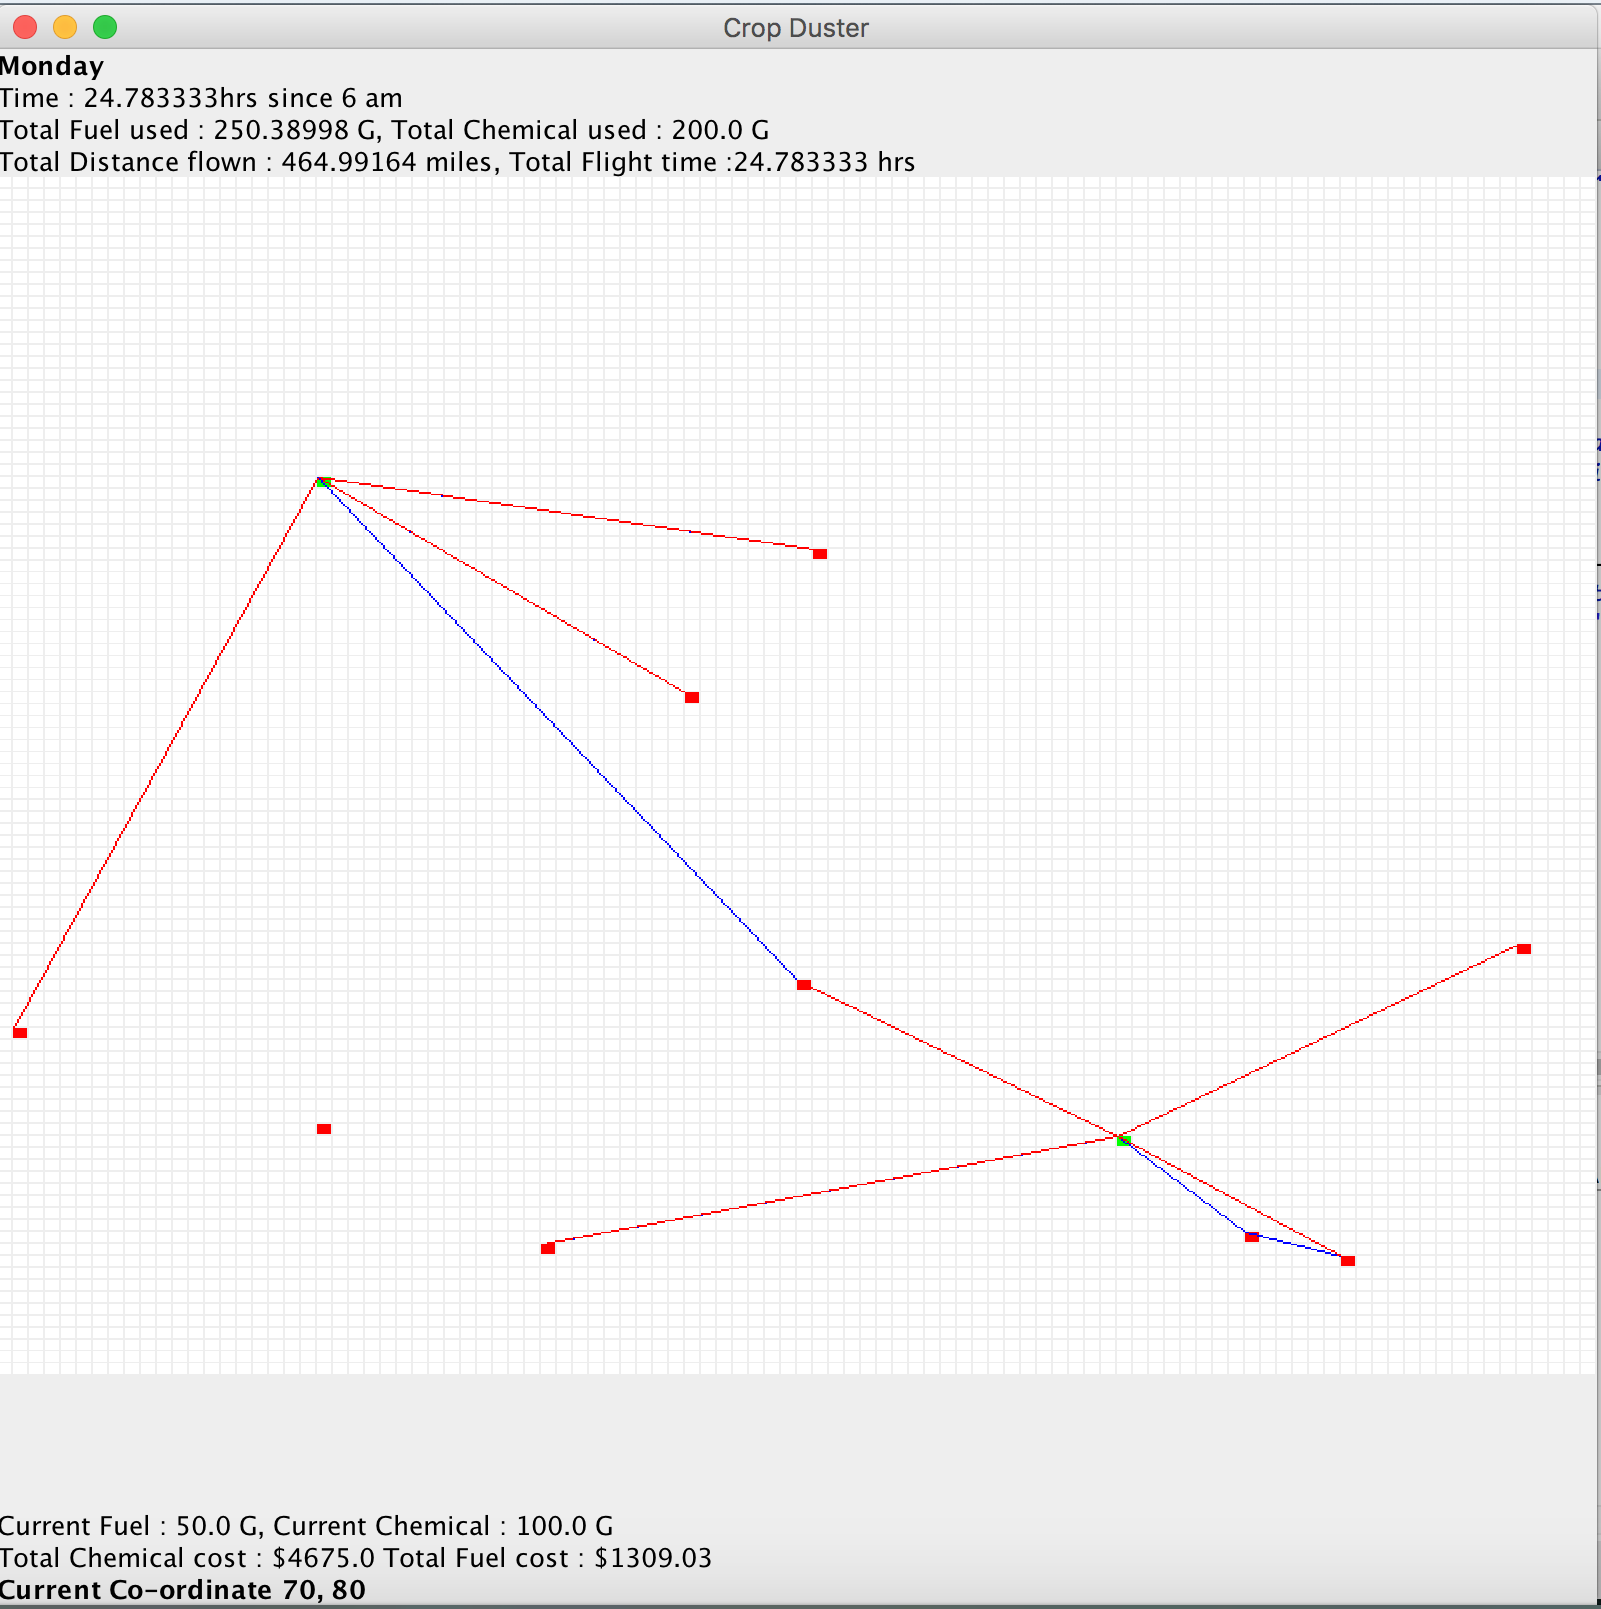 Crop Duster
Monday
Time : 24.783333hrs since 6 am
Total Fuel used : 250.38998 G, Total Chemical used : 200.0 G
Total Distance flown : 464.99164 miles, Total Flight time :24.783333 hrs
Current Fuel : 50.0 G, Current Chemical : 100.0 G
Total Chemical cost : $4675.0 Total Fuel cost : $1309.03
Current Co-ordinate 70, 80